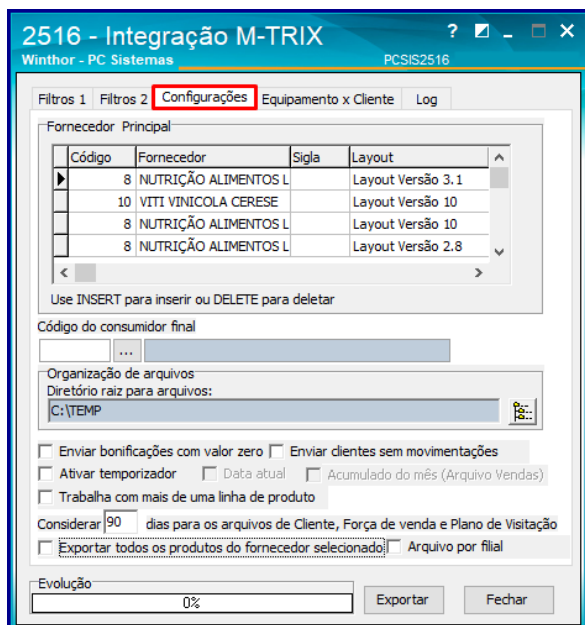 2516 - Integração M-TRIX ?
Winthor - PC Sistemas PCSIS2516
Filtros 1 Filtros 2 Configurações Equipamento x Cliente Log
Fornecedor Principal
Código Fornecedor Sigla Layout
8 NUTRIÇÃO ALIMENTOS L Layout Versão 3.1
10 VITI VINICOLA CERESE Layout Versão 10
8 NUTRIÇÃO ALIMENTOS L Layout Versão 10
8 NUTRIÇÃO ALIMENTOS L Layout Versão 2.8
Use INSERT para inserir ou DELETE para deletar
Código do consumidor final
...
Organização de arquivos
Diretório raiz para arquivos:
C:\TEMP
Enviar bonificações com valor zero Enviar clientes sem movimentações
Ativar temporizador Data atual Acumulado do mês (Arquivo Vendas)
Trabalha com mais de uma linha de produto
Considerar 90 dias para os arquivos de Cliente, Força de venda e Plano de Visitação
Exportar todos os produtos do fornecedor selecionado Arquivo por filial
Evolução
0% Exportar Fechar